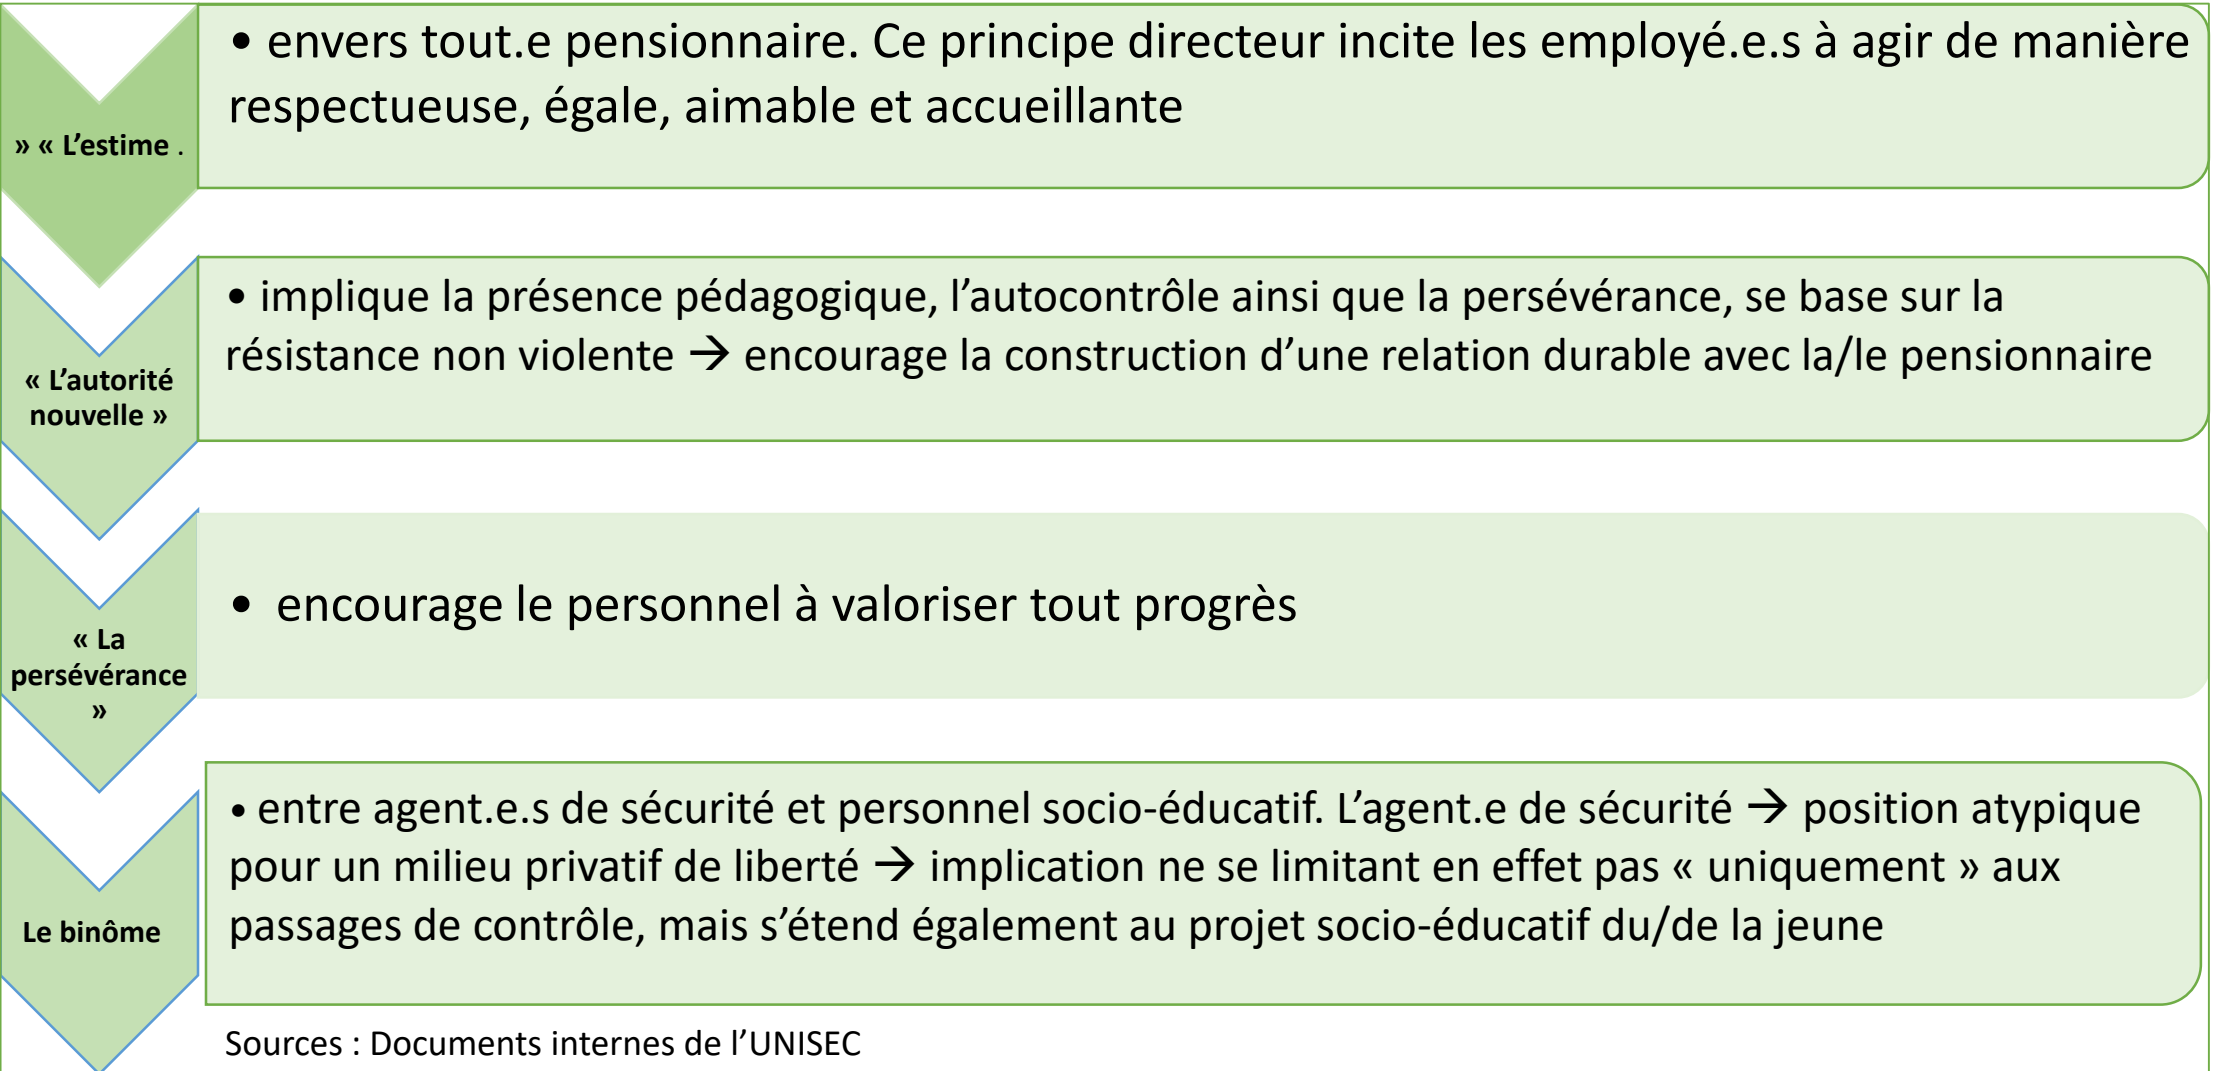 » « L’estime .
• envers tout.e pensionnaire. Ce principe directeur incite les employé.e.s à agir de manière
respectueuse, égale, aimable et accueillante
« L’autorité
nouvelle »
• implique la présence pédagogique, l’autocontrôle ainsi que la persévérance, se base sur la
résistance non violente → encourage la construction d’une relation durable avec la/le pensionnaire
« La
persévérance
»
• encourage le personnel à valoriser tout progrès
Le binôme
• entre agent.e.s de sécurité et personnel socio-éducatif. L’agent.e de sécurité → position atypique
pour un milieu privatif de liberté → implication ne se limitant en effet pas « uniquement » aux
passages de contrôle, mais s’étend également au projet socio-éducatif du/de la jeune
Sources : Documents internes de l’UNISEC